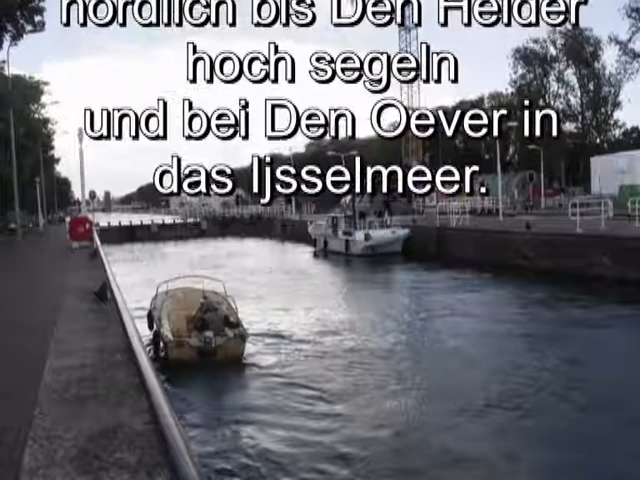 nördlich bis Den Helder
hoch segeln
und bei Den Oever in
das Ijsselmeer.